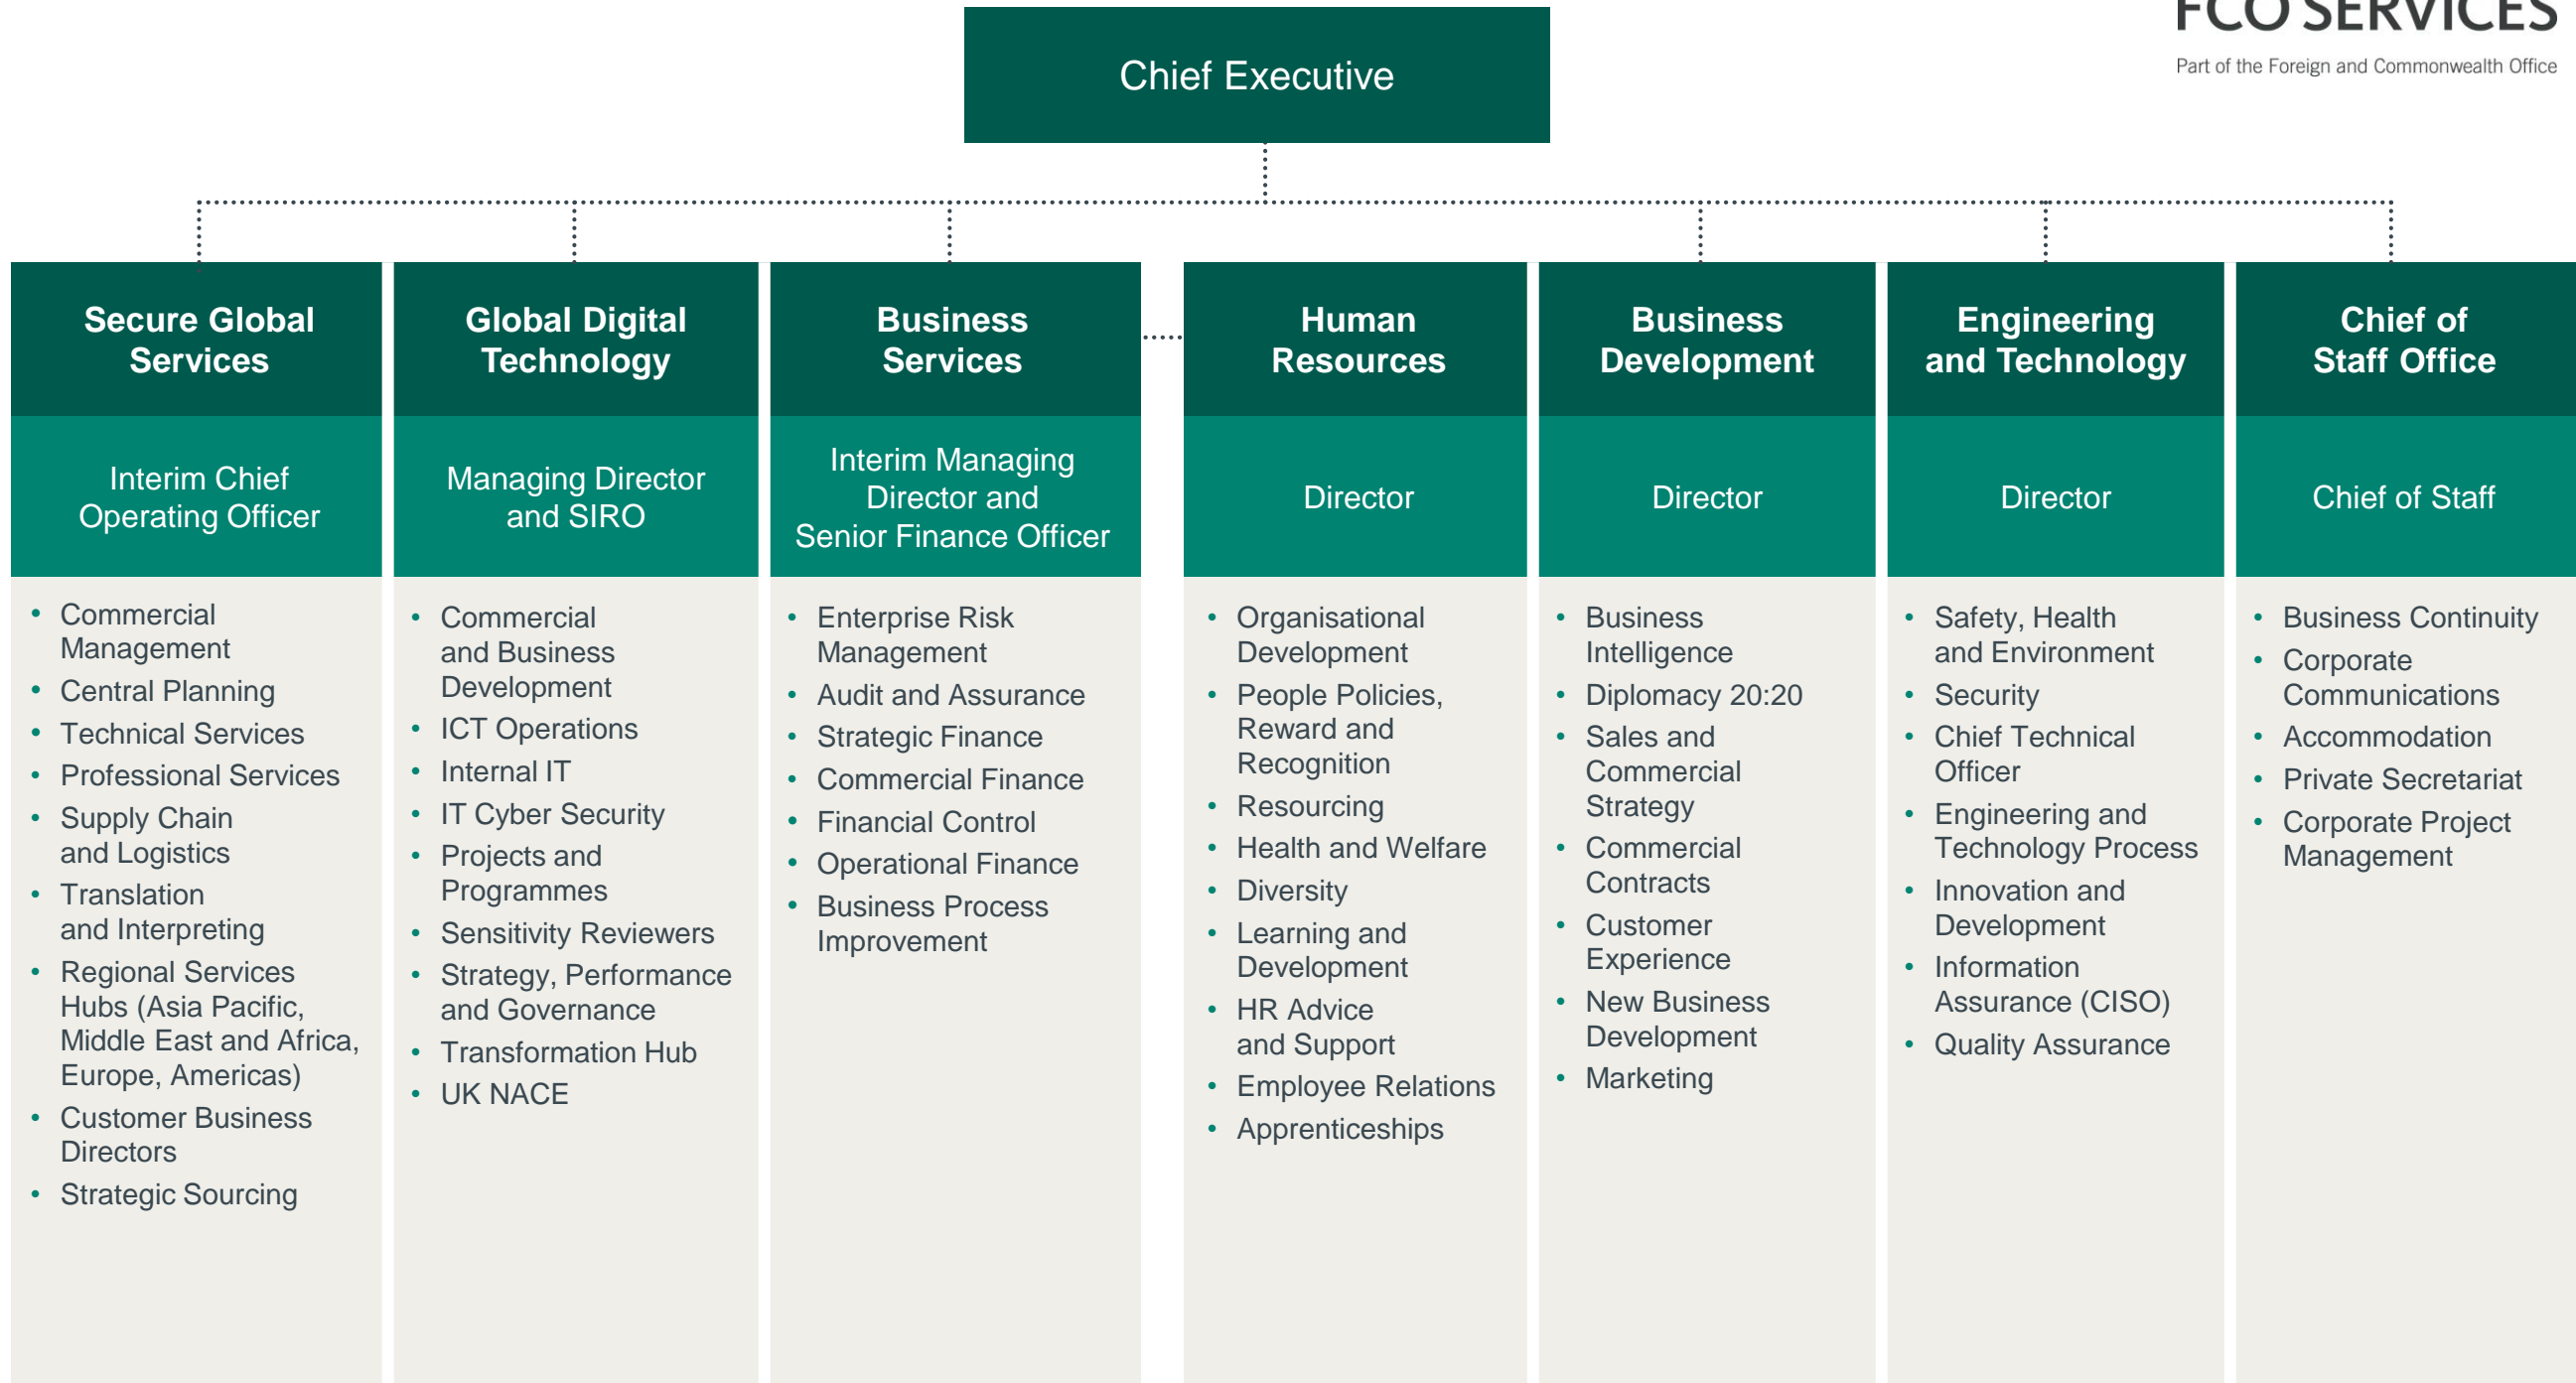 FCO SERVICES
Part of the Foreign and Commonwealth Office
Chief Executive
Secure Global
Services
Interim Chief
Operating Officer
• Commercial
Management
• Central Planning
• Technical Services
• Professional Services
• Supply Chain
and Logistics
• Translation
and Interpreting
• Regional Services
Hubs (Asia Pacific,
Middle East and Africa,
Europe, Americas)
• Customer Business
Directors
• Strategic Sourcing
Global Digital
Technology
Managing Director
and SIRO
• Commercial
and Business
Development
• ICT Operations
• Internal IT
• IT Cyber Security
• Projects and
Programmes
• Sensitivity Reviewers
• Strategy, Performance
and Governance
• Transformation Hub
• UK NACE
Business
Services
Interim Managing
Director and
Senior Finance Officer
• Enterprise Risk
Management
• Audit and Assurance
• Strategic Finance
• Commercial Finance
• Financial Control
• Operational Finance
• Business Process
Improvement
Human
Resources
Director
• Organisational
Development
• People Policies,
Reward and
Recognition
• Resourcing
• Health and Welfare
• Diversity
• Learning and
Development
• HR Advice
and Support
• Employee Relations
• Apprenticeships
Business
Development
Director
• Business
Intelligence
• Diplomacy 20:20
• Sales and
Commercial
Strategy
• Commercial
Contracts
• Customer
Experience
• New Business
Development
• Marketing
Engineering
and Technology
Director
• Safety, Health
and Environment
• Security
• Chief Technical
Officer
• Engineering and
Technology Process
• Innovation and
Development
• Information
Assurance (CISO)
• Quality Assurance
Chief of
Staff Office
Chief of Staff
• Business Continuity
• Corporate
Communications
• Accommodation
• Private Secretariat
• Corporate Project
Management